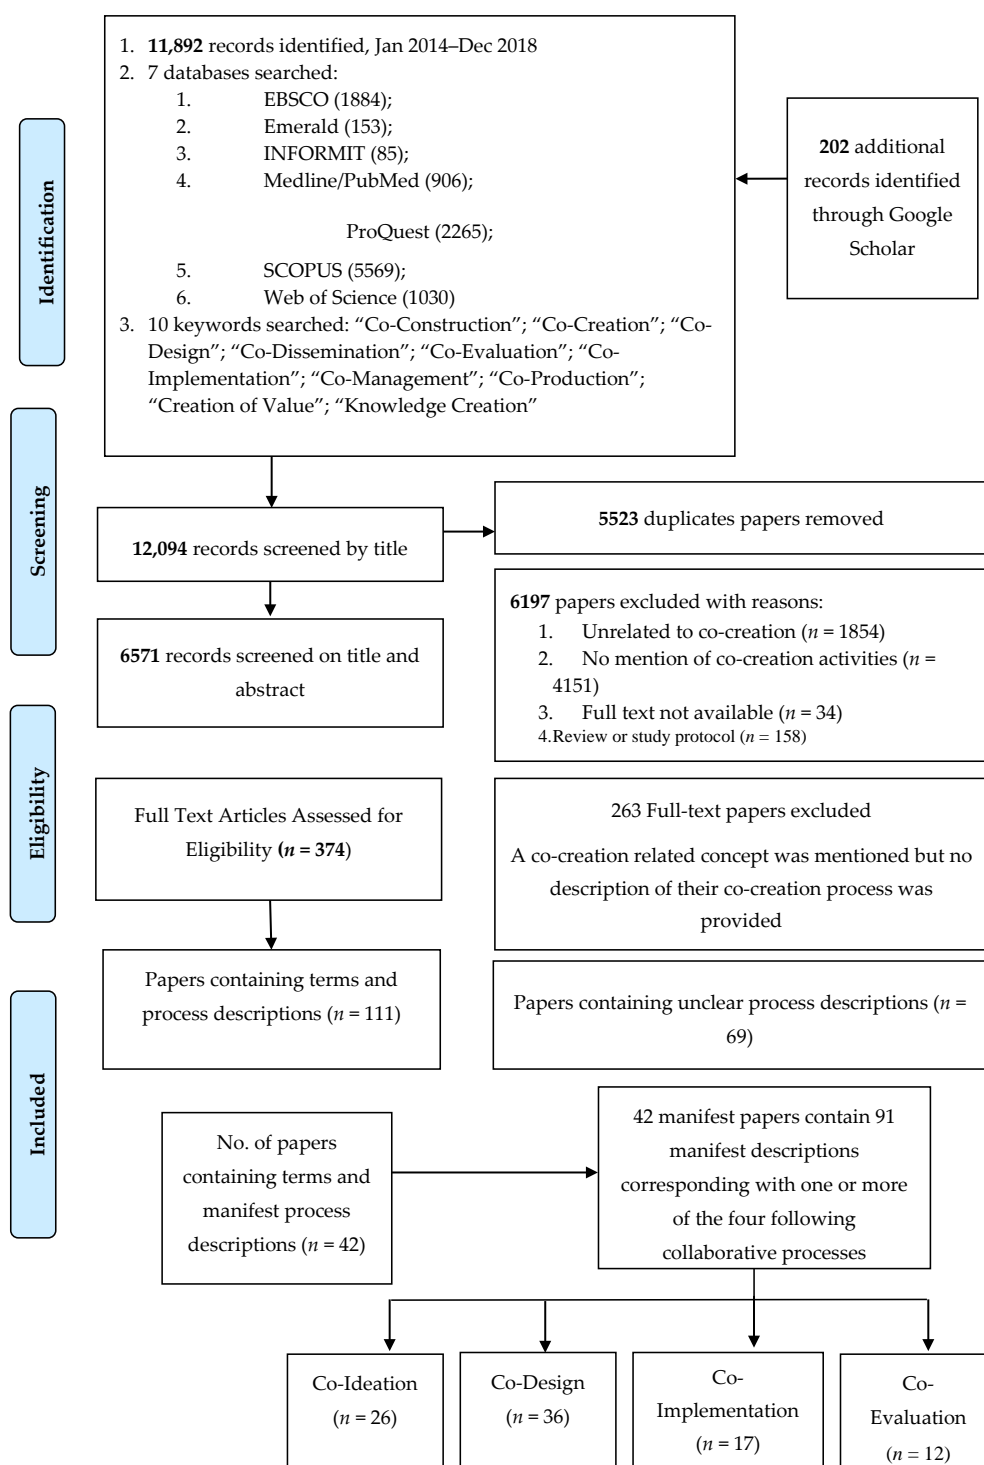 1. 11,892 records identified, Jan 2014–Dec 2018
2. 7 databases searched:
1. EBSCO (1884);
2. Emerald (153);
3. INFORMIT (85);
4. Medline/PubMed (906);
ProQuest (2265);
5. SCOPUS (5569);
6. Web of Science (1030)
3. 10 keywords searched: “Co-Construction”; “Co-Creation”; “Co-
Design”; “Co-Dissemination”; “Co-Evaluation”; “Co-
Implementation”; “Co-Management”; “Co-Production”;
“Creation of Value”; “Knowledge Creation”
202 additional
records identified
through Google
Scholar
Identification
Screening
12,094 records screened by title
5523 duplicates papers removed
6571 records screened on title and
abstract
6197 papers excluded with reasons:
1. Unrelated to co-creation (n = 1854)
2. No mention of co-creation activities (n =
4151)
3. Full text not available (n = 34)
4.Review or study protocol (n = 158)
Eligibility
Full Text Articles Assessed for
Eligibility (n = 374)
263 Full-text papers excluded
A co-creation related concept was mentioned but no
description of their co-creation process was
provided
Papers containing terms and
process descriptions (n = 111)
Papers containing unclear process descriptions (n =
69)
Included
No. of papers
containing terms and
manifest process
descriptions (n = 42)
42 manifest papers contain 91
manifest descriptions
corresponding with one or more
of the four following
collaborative processes
Co-Ideation
(n = 26)
Co-Design
(n = 36)
Co-
Implementation
(n = 17)
Co-
Evaluation
(n = 12)